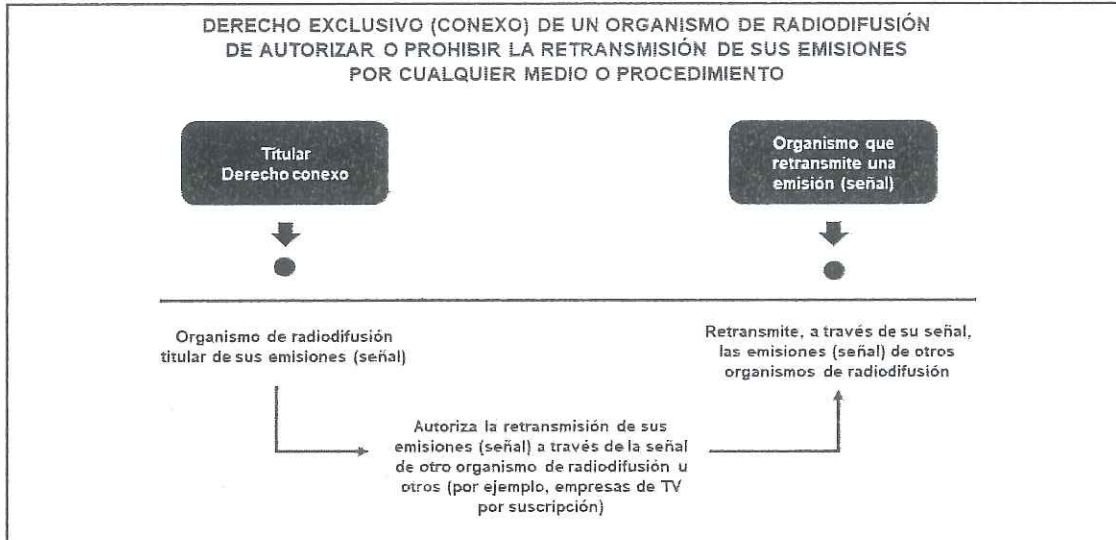 DERECHO EXCLUSIVO (CONEXO) DE UN ORGANISMO DE RADIODIFUSIÓN
DE AUTORIZAR O PROHIBIR LA RETRANSMISIÓN DE SUS EMISIONES
POR CUALQUIER MEDIO O PROCEDIMIENTO
Titular
Derecho conexo
Organismo que
retransmite una
emisión (señal)
Organismo de radiodifusión
titular de sus emisiones (señal)
Retransmite, a través de su señal,
las emisiones (señal) de otros
organismos de radiodifusión
Autoriza la retransmisión de sus
emisiones (señal) a través de la señal
de otro organismo de radiodifusión u
otros (por ejemplo, empresas de TV
por suscripción)